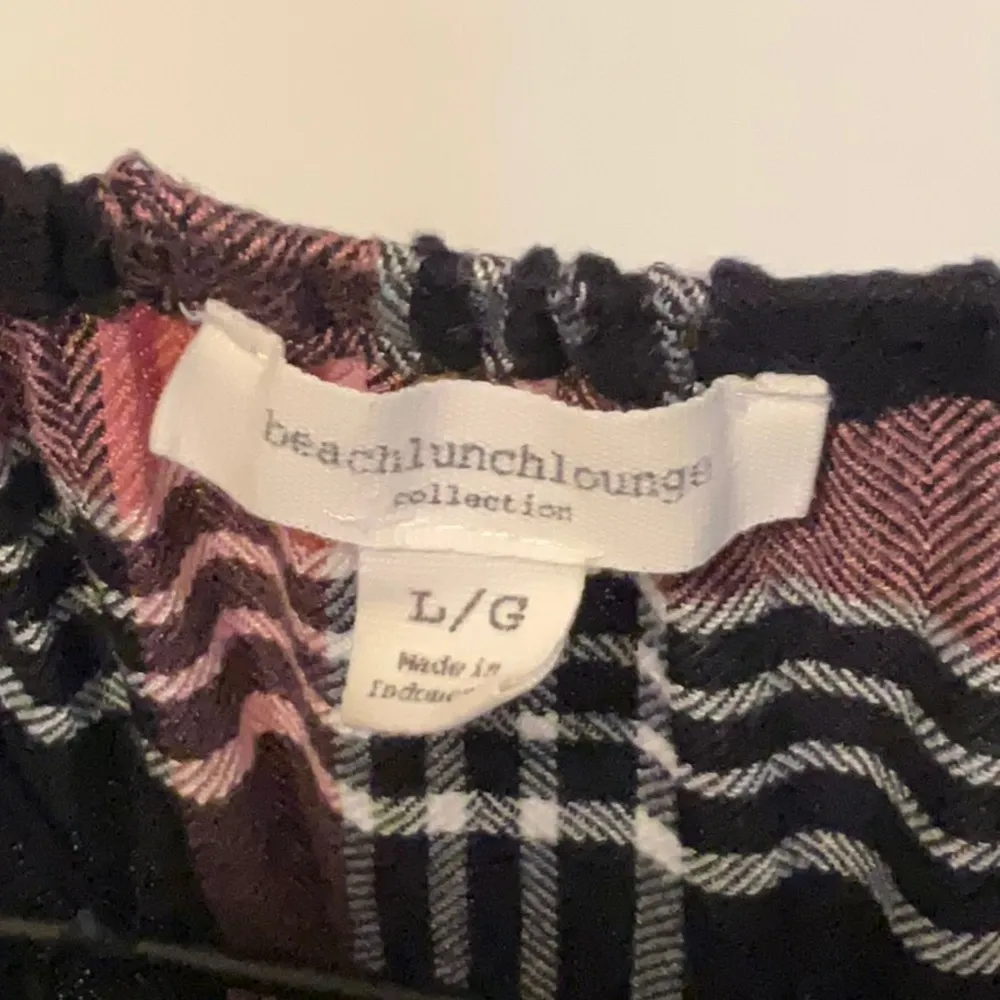 beachlunchlounge
collection
L/G
Made in